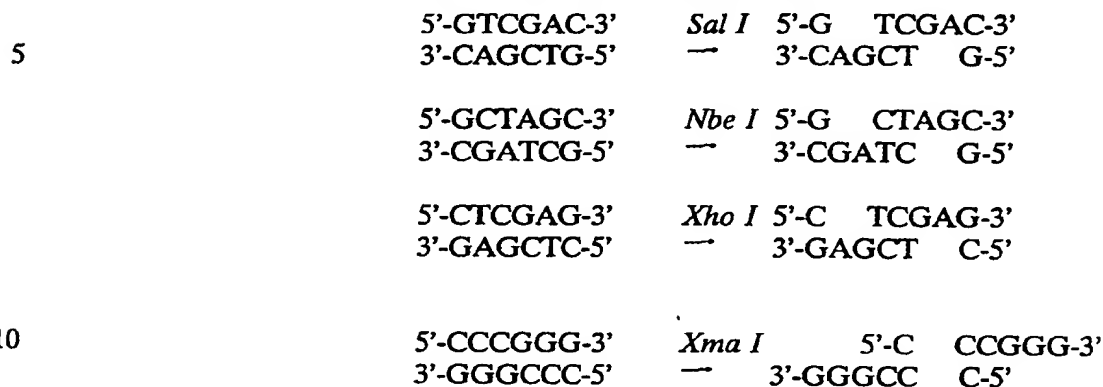 5'-GTCGAC-3' Sal I 5'-G TCGAC-3'
5 3'-CAGCTG-5' → 3'-CAGCT G-5'
5'-GCTAGC-3' Nbe I 5'-G CTAGC-3'
3'-CGATCG-5' → 3'-CGATC G-5'
5'-CTCGAG-3' Xho I 5'-C TCGAG-3'
3'-GAGCTC-5' → 3'-GAGCT C-5'
10 5'-CCCGGG-3' Xma I 5'-C CCGGG-3'
3'-GGGCCC-5' → 3'-GGGCC C-5'